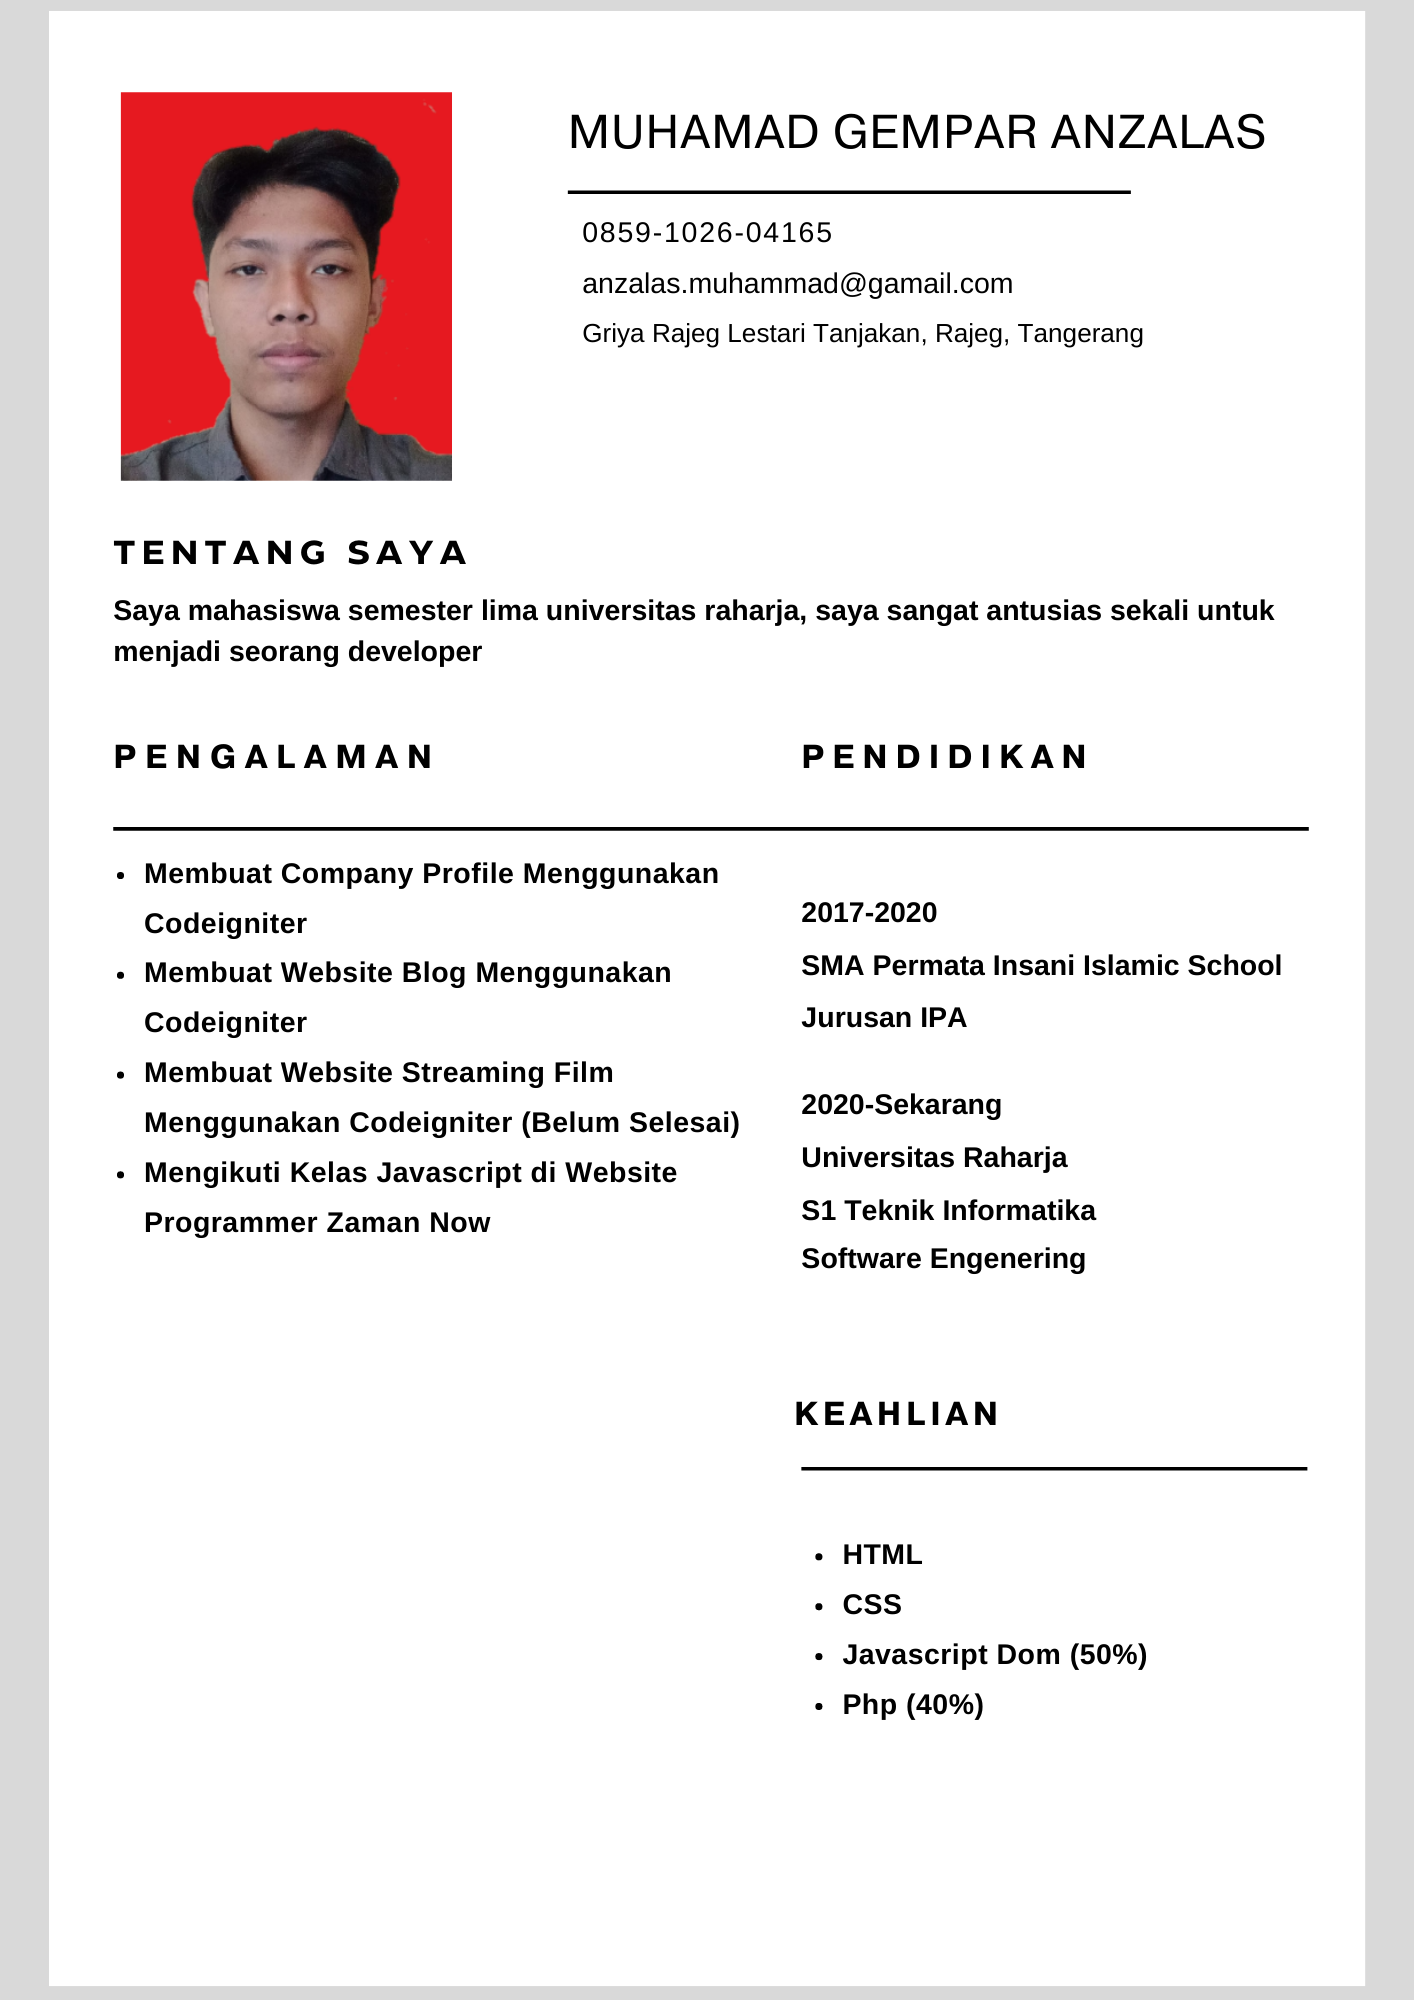 MUHAMAD GEMPAR ANZALAS
0859-1026-04165
anzalas.muhammad@gamail.com
Griya Rajeg Lestari Tanjakan, Rajeg, Tangerang
TENTANG SAYA
Saya mahasiswa semester lima universitas raharja, saya sangat antusias sekali untuk
menjadi seorang developer
PENGALAMAN
• Membuat Company Profile Menggunakan
Codeigniter
• Membuat Website Blog Menggunakan
Codeigniter
• Membuat Website Streaming Film
Menggunakan Codeigniter (Belum Selesai)
• Mengikuti Kelas Javascript di Website
Programmer Zaman Now
PENDIDIKAN
2017-2020
SMA Permata Insani Islamic School
Jurusan IPA
2020-Sekarang
Universitas Raharja
S1 Teknik Informatika
Software Engenering
KEAHLIAN
• HTML
• CSS
• Javascript Dom (50%)
• Php (40%)